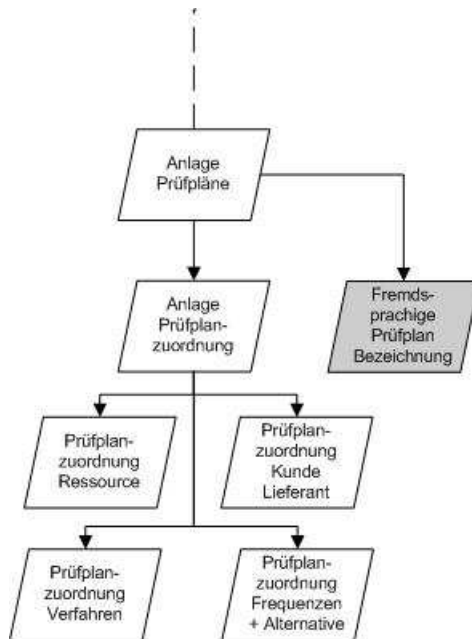 Anlage
Prüfpläne
Anlage
Prüfplan-
zuordnung
Fremds-
prachige
Prüfplan
Bezeichnung
Prüfplan-
zuordnung
Ressource
Prüfplan-
zuordnung
Kunde
Lieferant
Prüfplan-
zuordnung
Verfahren
Prüfplan-
zuordnung
Frequenzen
+ Alternative